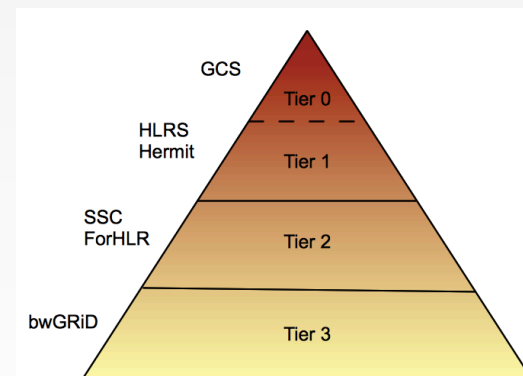 GCS
Tier 0
HLRS
Hermit
Tier 1
SSC
ForHLR
Tier 2
bwGRiD
Tier 3